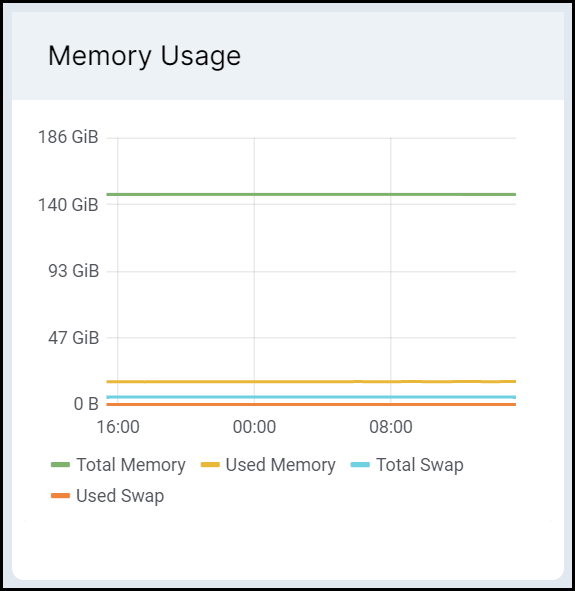 Memory Usage
186 GiB
140 GiB
93 GiB
47 GiB
0 B
16:00 00:00 08:00
Total Memory Used Memory Total Swap
Used Swap